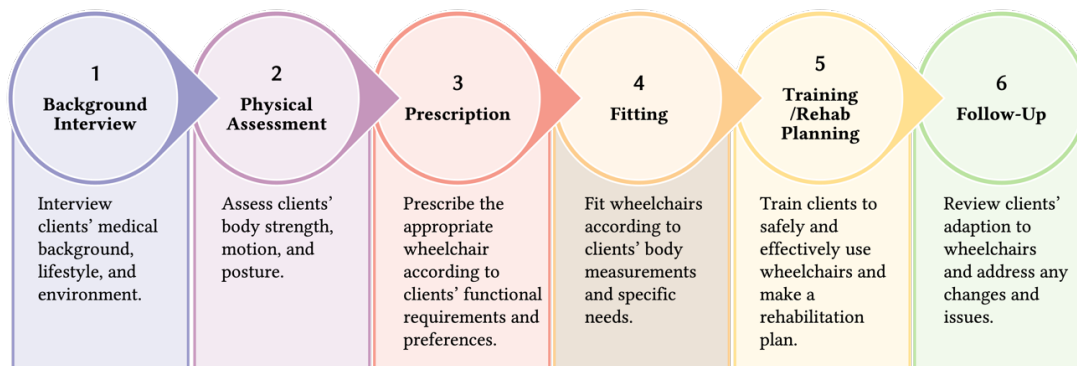 1
Background
Interview
Interview
clients’ medical
background,
lifestyle, and
environment.
2
Physical
Assessment
Assess clients’
body strength,
motion, and
posture.
3
Prescription
Prescribe the
appropriate
wheelchair
according to
clients’ functional
requirements and
preferences.
4
Fitting
Fit wheelchairs
according to
clients’ body
measurements
and specific
needs.
5
Training
/Rehab
Planning
Train clients to
safely and
effectively use
wheelchairs and
make a
rehabilitation
plan.
6
Follow-Up
Review clients’
adaption to
wheelchairs
and address any
changes and
issues.